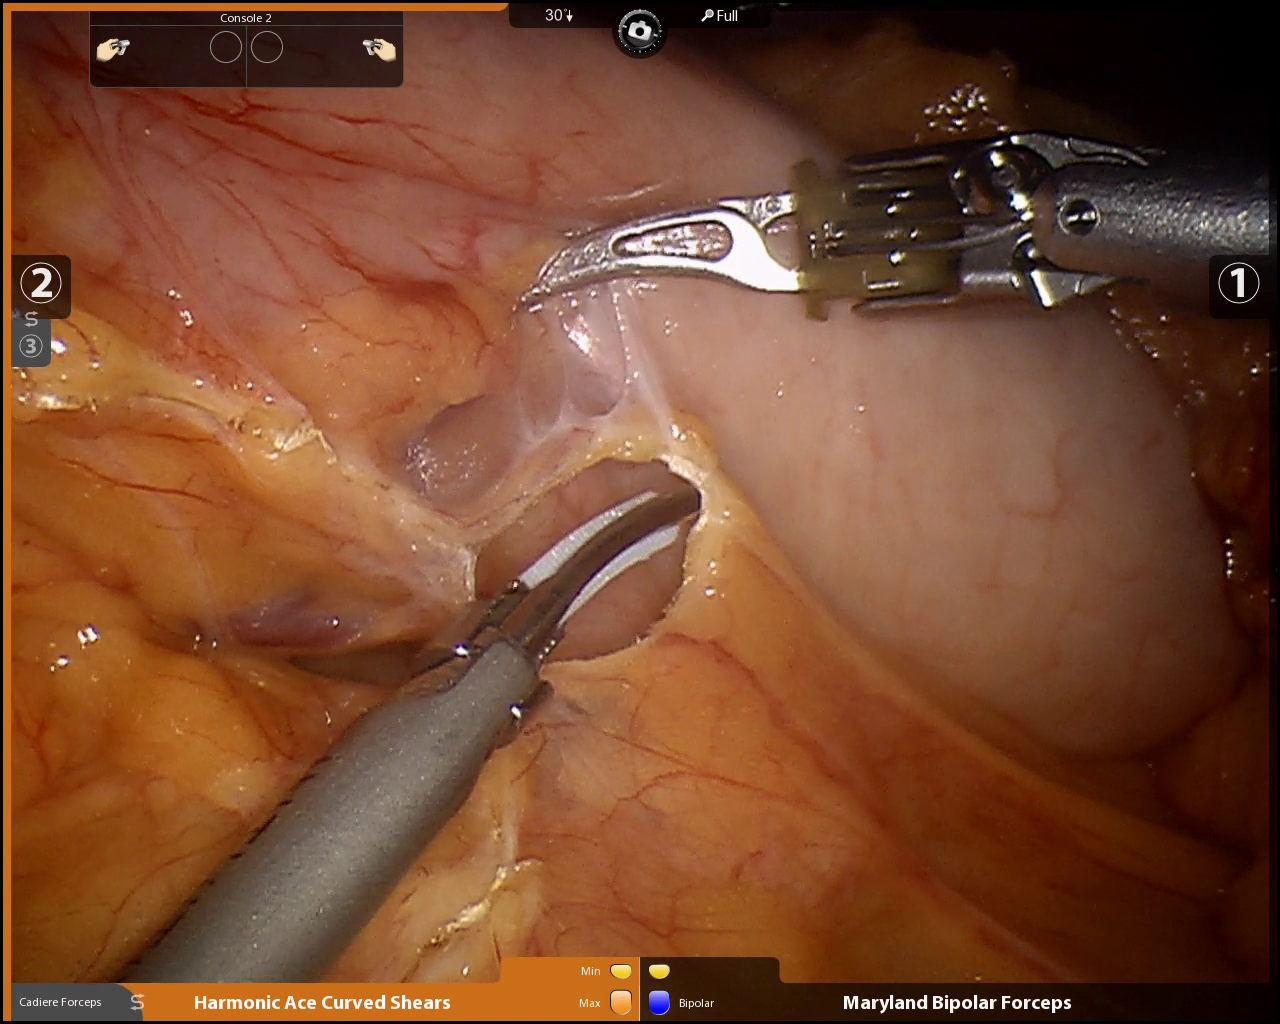 Console 2
30°
Full
2
3
1
Min
Max
Bipolar
Cadiere Forceps
Harmonic Ace Curved Shears
Maryland Bipolar Forceps